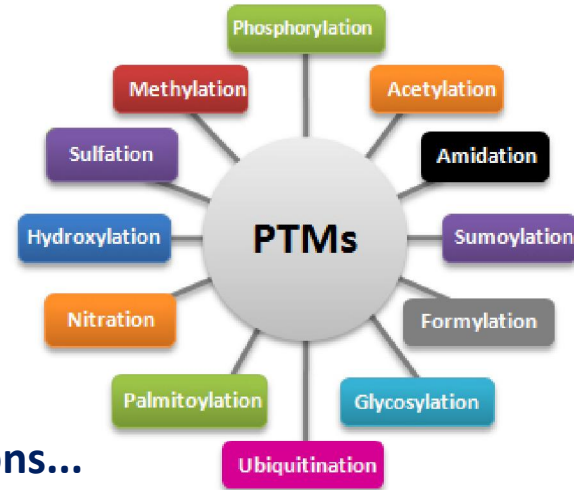 Phosphorylation
Methylation
Acetylation
Sulfation
Amidation
PTMs
Hydroxylation
Sumoylation
Nitration
Formylation
Palmitoylation
Glycosylation
Ubiquitination
ons...